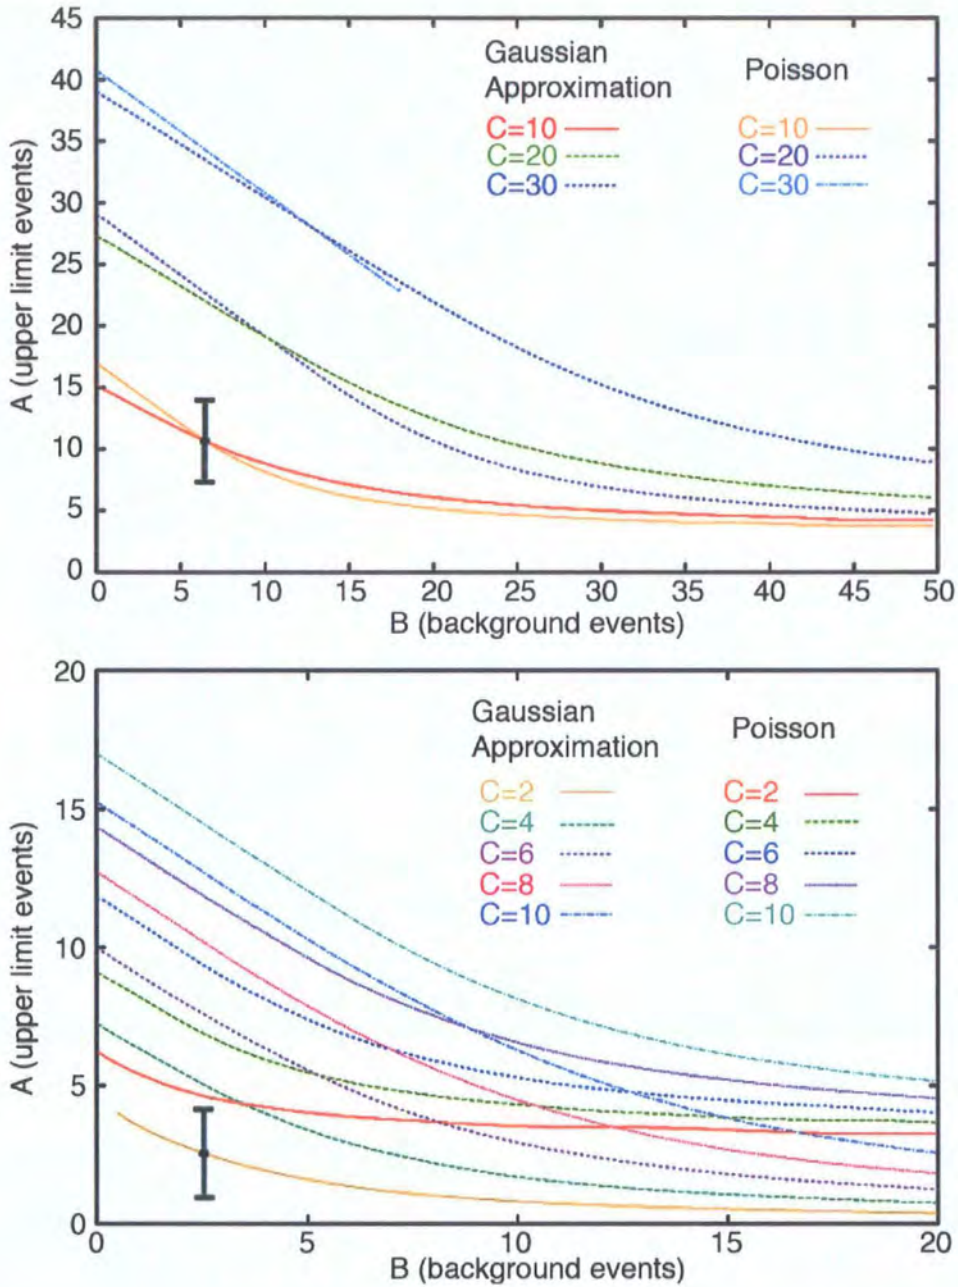 45
40
35
30
25
20
15
10
5
0
A (upper limit events)
Gaussian
Approximation
Poisson
C=10
C=20
C=30
C=10
C=20
C=30
0 5 10 15 20 25 30 35 40 45 50
B (background events)
20
15
10
5
0
A (upper limit events)
Gaussian
Approximation
Poisson
C=2
C=4
C=6
C=8
C=10
C=2
C=4
C=6
C=8
C=10
0 5 10 15 20
B (background events)